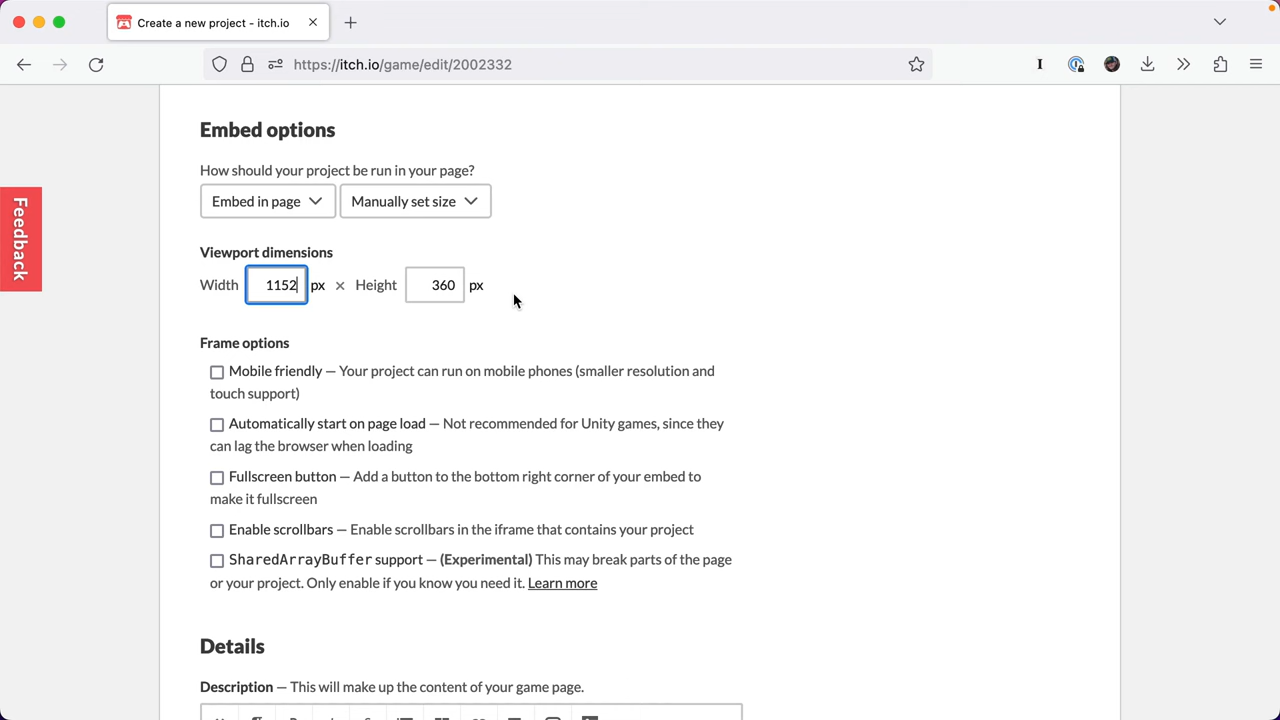 Create a new project - itch.io
https://itch.io/game/edit/2002332
Feedback
Embed options
How should your project be run in your page?
Embed in page
Manually set size
Viewport dimensions
Width 1152 px × Height 360 px
Frame options
Mobile friendly — Your project can run on mobile phones (smaller resolution and
touch support)
Automatically start on page load — Not recommended for Unity games, since they
can lag the browser when loading
Fullscreen button — Add a button to the bottom right corner of your embed to
make it fullscreen
Enable scrollbars — Enable scrollbars in the iframe that contains your project
SharedArrayBuffer support — (Experimental) This may break parts of the page
or your project. Only enable if you know you need it. Learn more
Details
Description — This will make up the content of your game page.